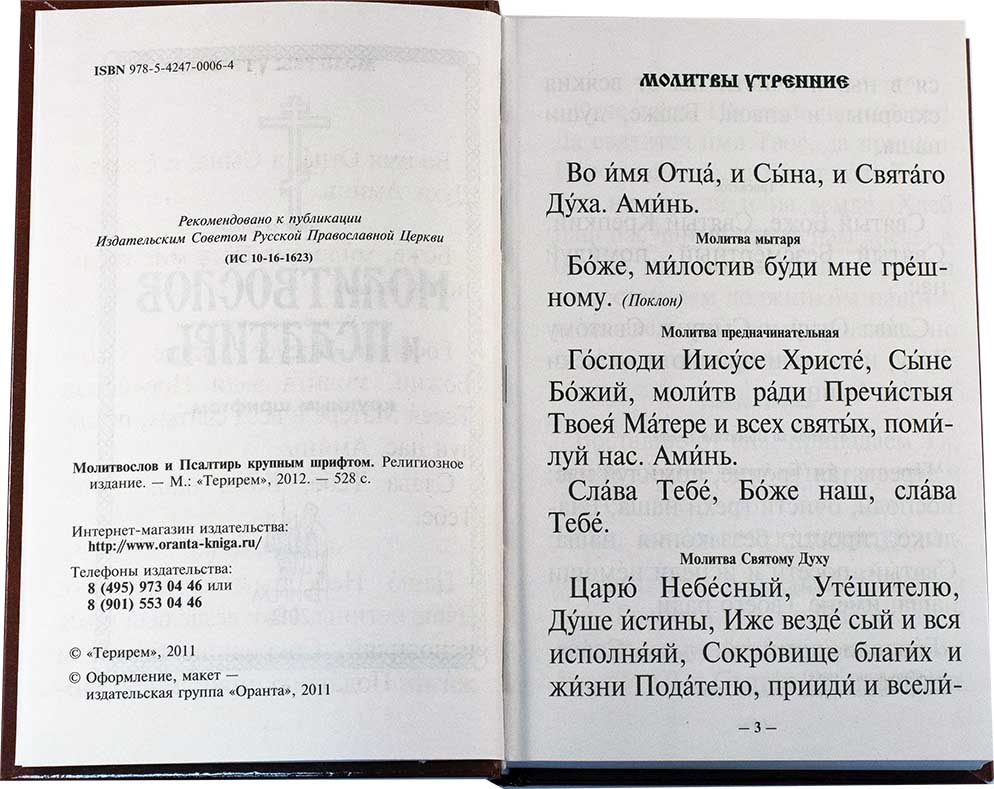 ISBN 978-5-4247-0006-4
Рекомендовано к публикации
Издательским Советом Русской Православной Церкви
(ИС 10-16-1623)
Молитвослов и Псалтирь крупным шрифтом. Религиозное
издание. — М.: «Терирем», 2012. — 528 с.
Интернет-магазин издательства:
http://www.oranta-kniga.ru/
Телефоны издательства:
8 (495) 973 04 46 или
8 (901) 553 04 46
© «Терирем», 2011
© Оформление, макет —
издательская группа «Оранта», 2011
МОЛИТВЫ УТРЕННИЕ
Во и́мя Отца́, и Сы́на, и Свята́го
Ду́ха. Ами́нь.
Молитва мытаря
Бо́же, ми́лостив бу́ди мне гре́ш-
ному. (Поклон)
Молитва предначинательная
Го́споди Иису́се Христе́, Сы́не
Бо́жий, моли́тв ра́ди Пречи́стыя
Твоея́ Ма́тере и всех святы́х, поми́-
луй нас. Ами́нь.
Сла́ва Тебе́, Бо́же наш, сла́ва
Тебе́.
Молитва Святому Духу
Царю́ Небе́сный, Уте́шителю,
Ду́ше и́стины, Иже везде́ сый и вся
исполня́яй, Сокро́вище благи́х и
жи́зни Пода́телю, прииди́ и всели́-
— 3 —